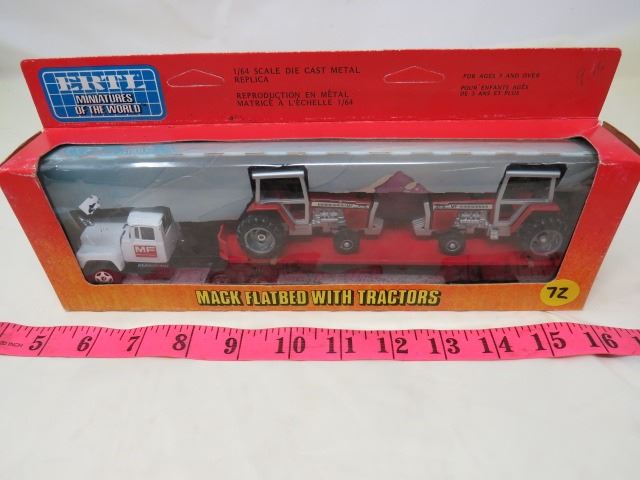 ERTL
MINIATURES
OF THE WORLD
1/64 SCALE DIE CAST METAL
REPLICA
REPRODUCTION EN MÉTAL
MATRICÉ A L'ÉCHELLE 1/64
FOR AGES 3 AND OVER
POUR ENFANTS AGÉS
DE 3 ANS ET PLUS
MF
MACK FLATBED WITH TRACTORS
72
INCH 5 6 7 8 9 10 11 12 13 14 15 16